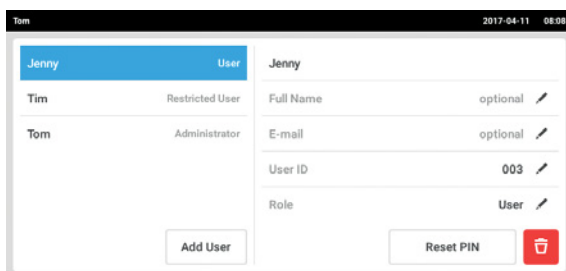 Tom 2017-04-11 08:08
Jenny User
Tim Restricted User
Tom Administrator
Add User
Jenny
Full Name optional
E-mail optional
User ID 003
Role User
Reset PIN